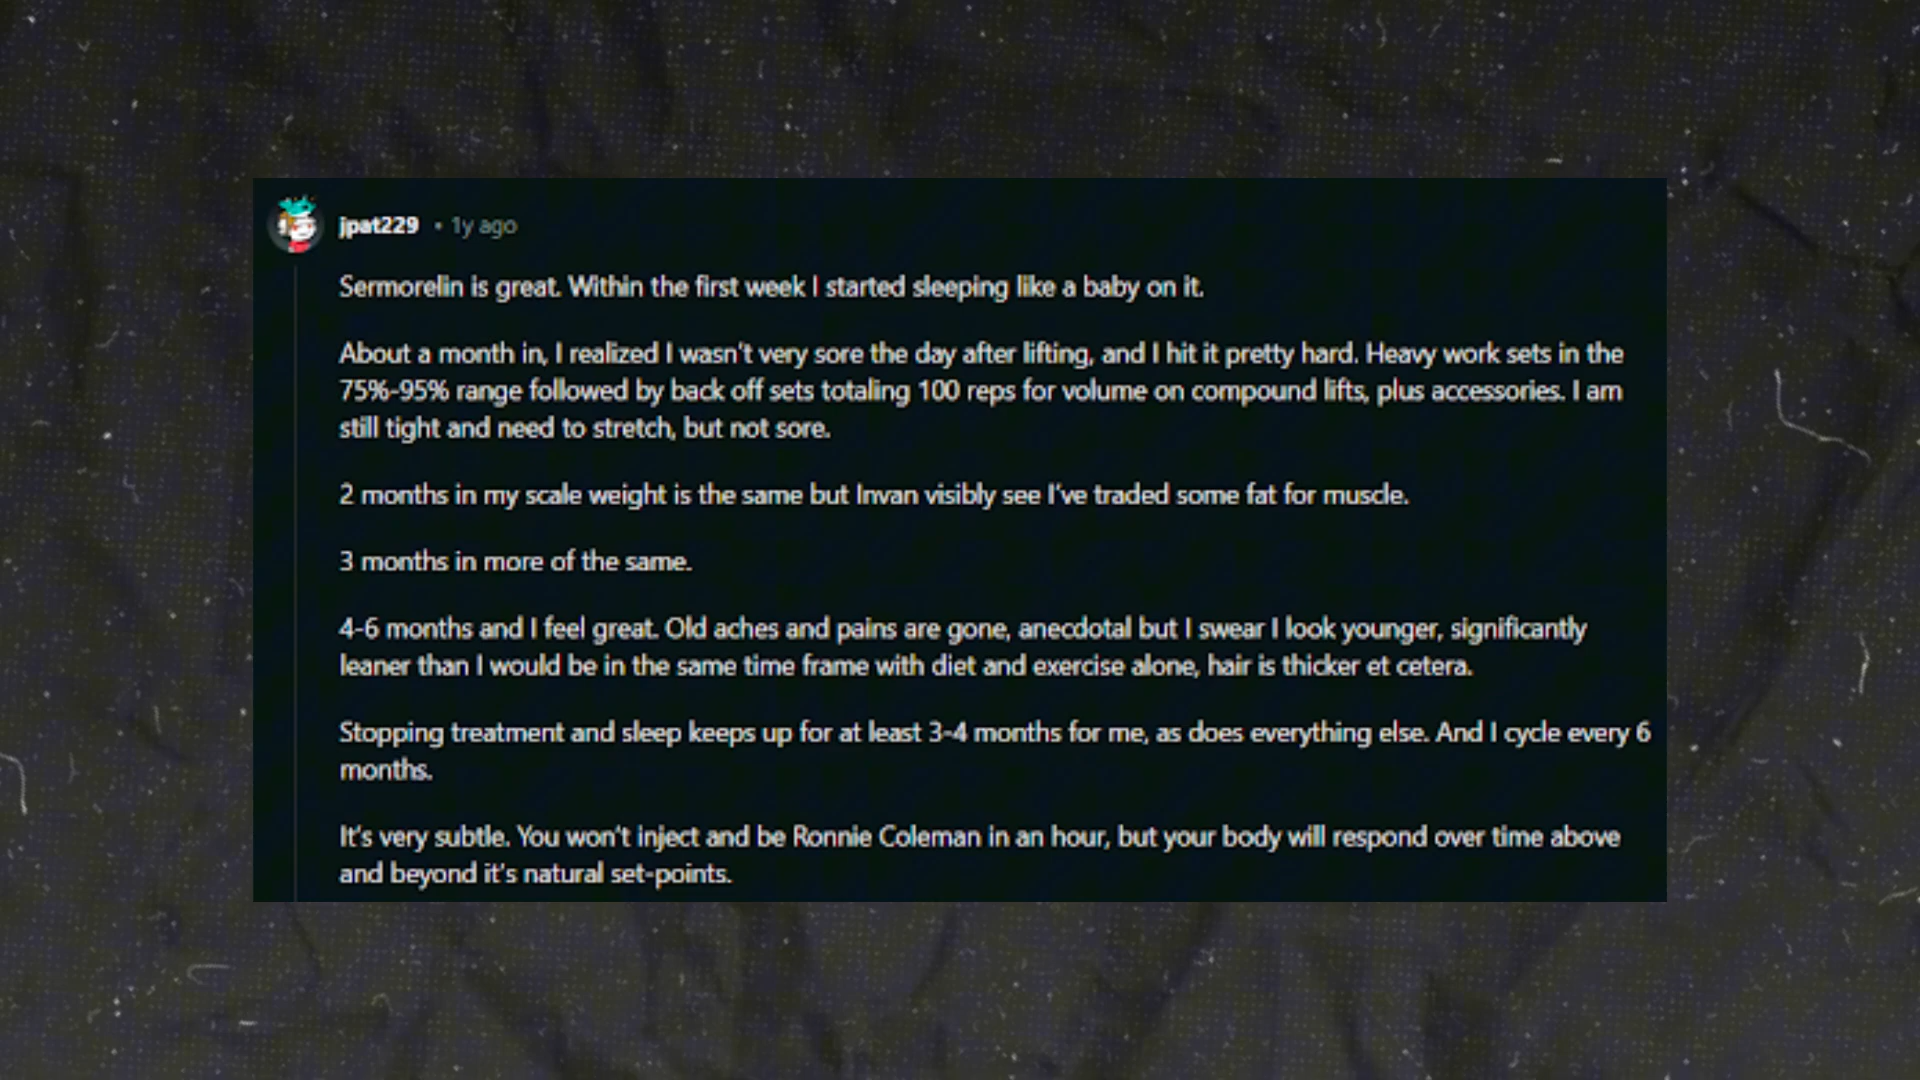 jpat229 • 1y ago
Sermorelin is great. Within the first week I started sleeping like a baby on it.
About a month in, I realized I wasn't very sore the day after lifting, and I hit it pretty hard. Heavy work sets in the
75%-95% range followed by back off sets totaling 100 reps for volume on compound lifts, plus accessories. I am
still tight and need to stretch, but not sore.
2 months in my scale weight is the same but Invan visibly see I've traded some fat for muscle.
3 months in more of the same.
4-6 months and I feel great. Old aches and pains are gone, anecdotal but I swear I look younger, significantly
leaner than I would be in the same time frame with diet and exercise alone, hair is thicker et cetera.
Stopping treatment and sleep keeps up for at least 3-4 months for me, as does everything else. And I cycle every 6
months.
It's very subtle. You won't inject and be Ronnie Coleman in an hour, but your body will respond over time above
and beyond it's natural set-points.